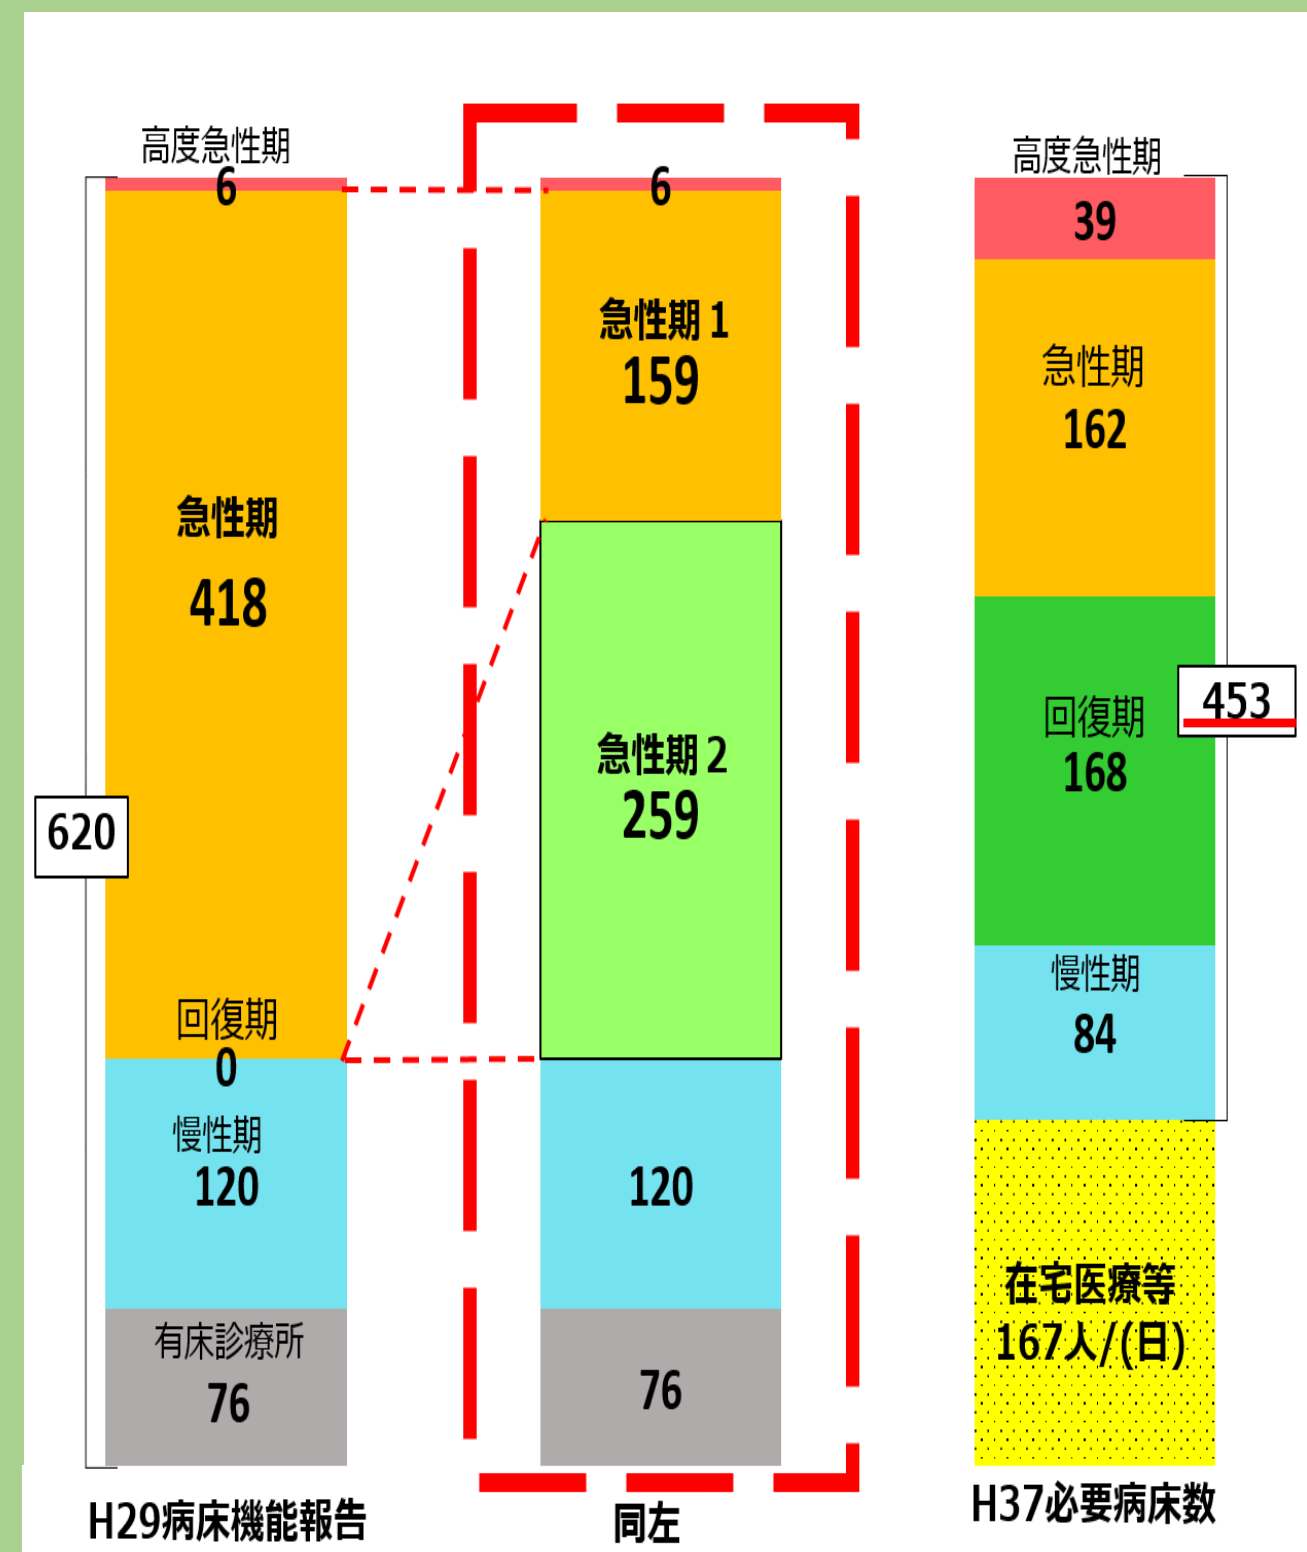 高度急性期
6
急性期
418
620
回復期
0
慢性期
120
有床診療所
76
H29病床機能報告
6
急性期 1
159
急性期 2
259
120
76
同左
高度急性期
39
急性期
162
回復期
168
453
慢性期
84
在宅医療等
167人/(日)
H37必要病床数